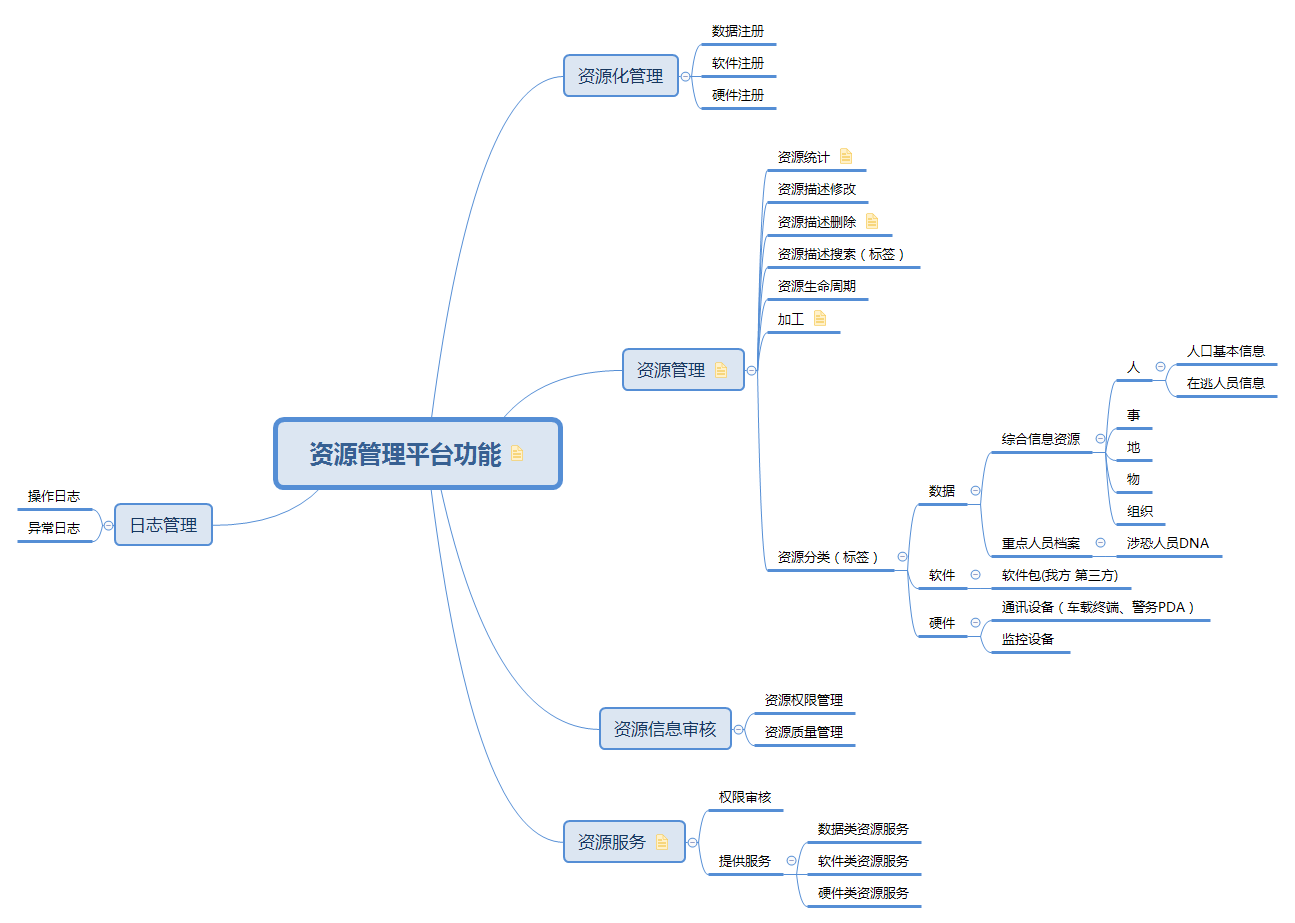 数据注册
资源化管理
软件注册
硬件注册
资源统计
资源描述修改
资源描述删除
资源描述搜索（标签）
资源生命周期
加工
资源管理
人口基本信息
人
在逃人员信息
事
综合信息资源
地
物
数据
组织
重点人员档案
涉恐人员DNA
资源分类（标签）
软件
软件包(我方 第三方)
通讯设备（车载终端、警务PDA）
硬件
监控设备
资源管理平台功能
操作日志
日志管理
异常日志
资源权限管理
资源信息审核
资源质量管理
权限审核
资源服务
数据类资源服务
提供服务
软件类资源服务
硬件类资源服务